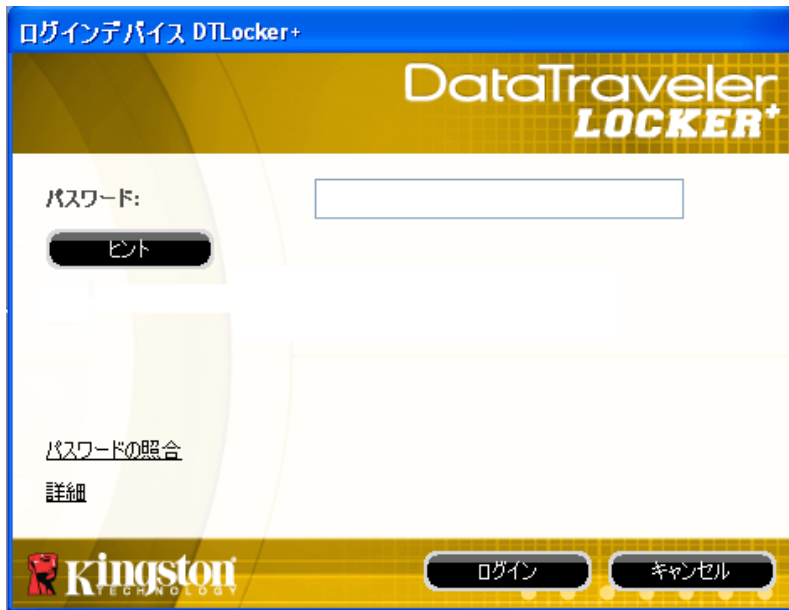 ログインデバイス DTLocker+
DataTraveler
LOCKER+
パスワード:
ヒント
パスワードの照合
詳細
Kingston
TECHNOLOGY
ログイン
キャンセル